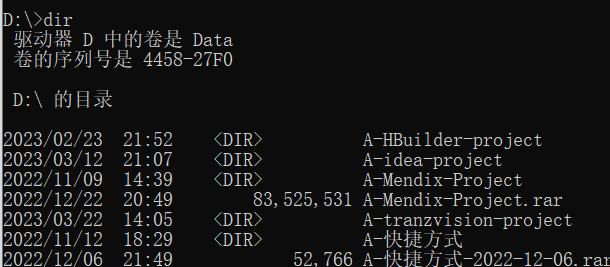 D:\>dir
驱动器 D 中的卷是 Data
卷的序列号是 4458-27F0
D:\ 的目录
2023/02/23  21:52    <DIR>          A-HBuilder-project
2023/03/12  21:07    <DIR>          A-idea-project
2022/11/09  14:39    <DIR>          A-Mendix-Project
2022/12/22  20:49        83,525,531 A-Mendix-Project.rar
2023/03/22  14:05    <DIR>          A-tranzvision-project
2022/11/12  18:29    <DIR>          A-快捷方式
2022/12/06  21:49            52,766 A-快捷方式-2022-12-06.rar